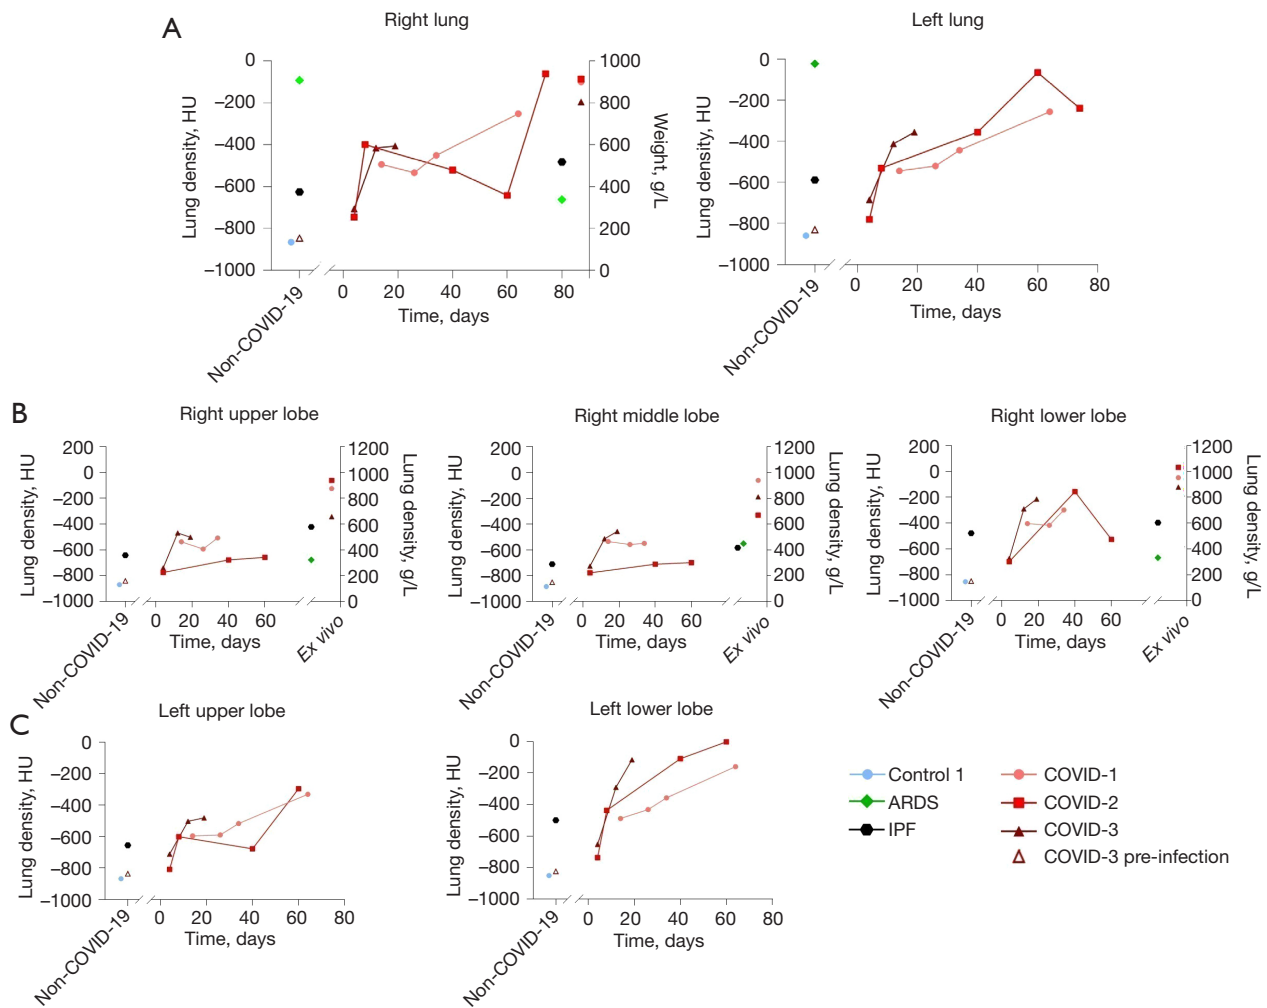 A
Right lung
Left lung
Lung density, HU
0
−200
−400
−600
−800
−1000
1000
800
600
400
200
0
Weight, g/L
0 20 40 60 80
Time, days
Non-COVID-19
Lung density, HU
0
−200
−400
−600
−800
−1000
0 20 40 60 80
Time, days
Non-COVID-19
B
Right upper lobe
Right middle lobe
Right lower lobe
Lung density, HU
200
0
−200
−400
−600
−800
−1000
1200
1000
800
600
400
200
0
Lung density, g/L
0 20 40 60
Time, days
Non-COVID-19
Ex vivo
Lung density, HU
200
0
−200
−400
−600
−800
−1000
1200
1000
800
600
400
200
0
Lung density, g/L
0 20 40 60
Time, days
Non-COVID-19
Ex vivo
Lung density, HU
200
0
−200
−400
−600
−800
−1000
1200
1000
800
600
400
200
0
Lung density, g/L
0 20 40 60
Time, days
Non-COVID-19
Ex vivo
C
Left upper lobe
Left lower lobe
Lung density, HU
0
−200
−400
−600
−800
−1000
0 20 40 60 80
Time, days
Non-COVID-19
Lung density, HU
0
−200
−400
−600
−800
−1000
0 20 40 60 80
Time, days
Non-COVID-19
Control 1
ARDS
IPF
COVID-1
COVID-2
COVID-3
COVID-3 pre-infection